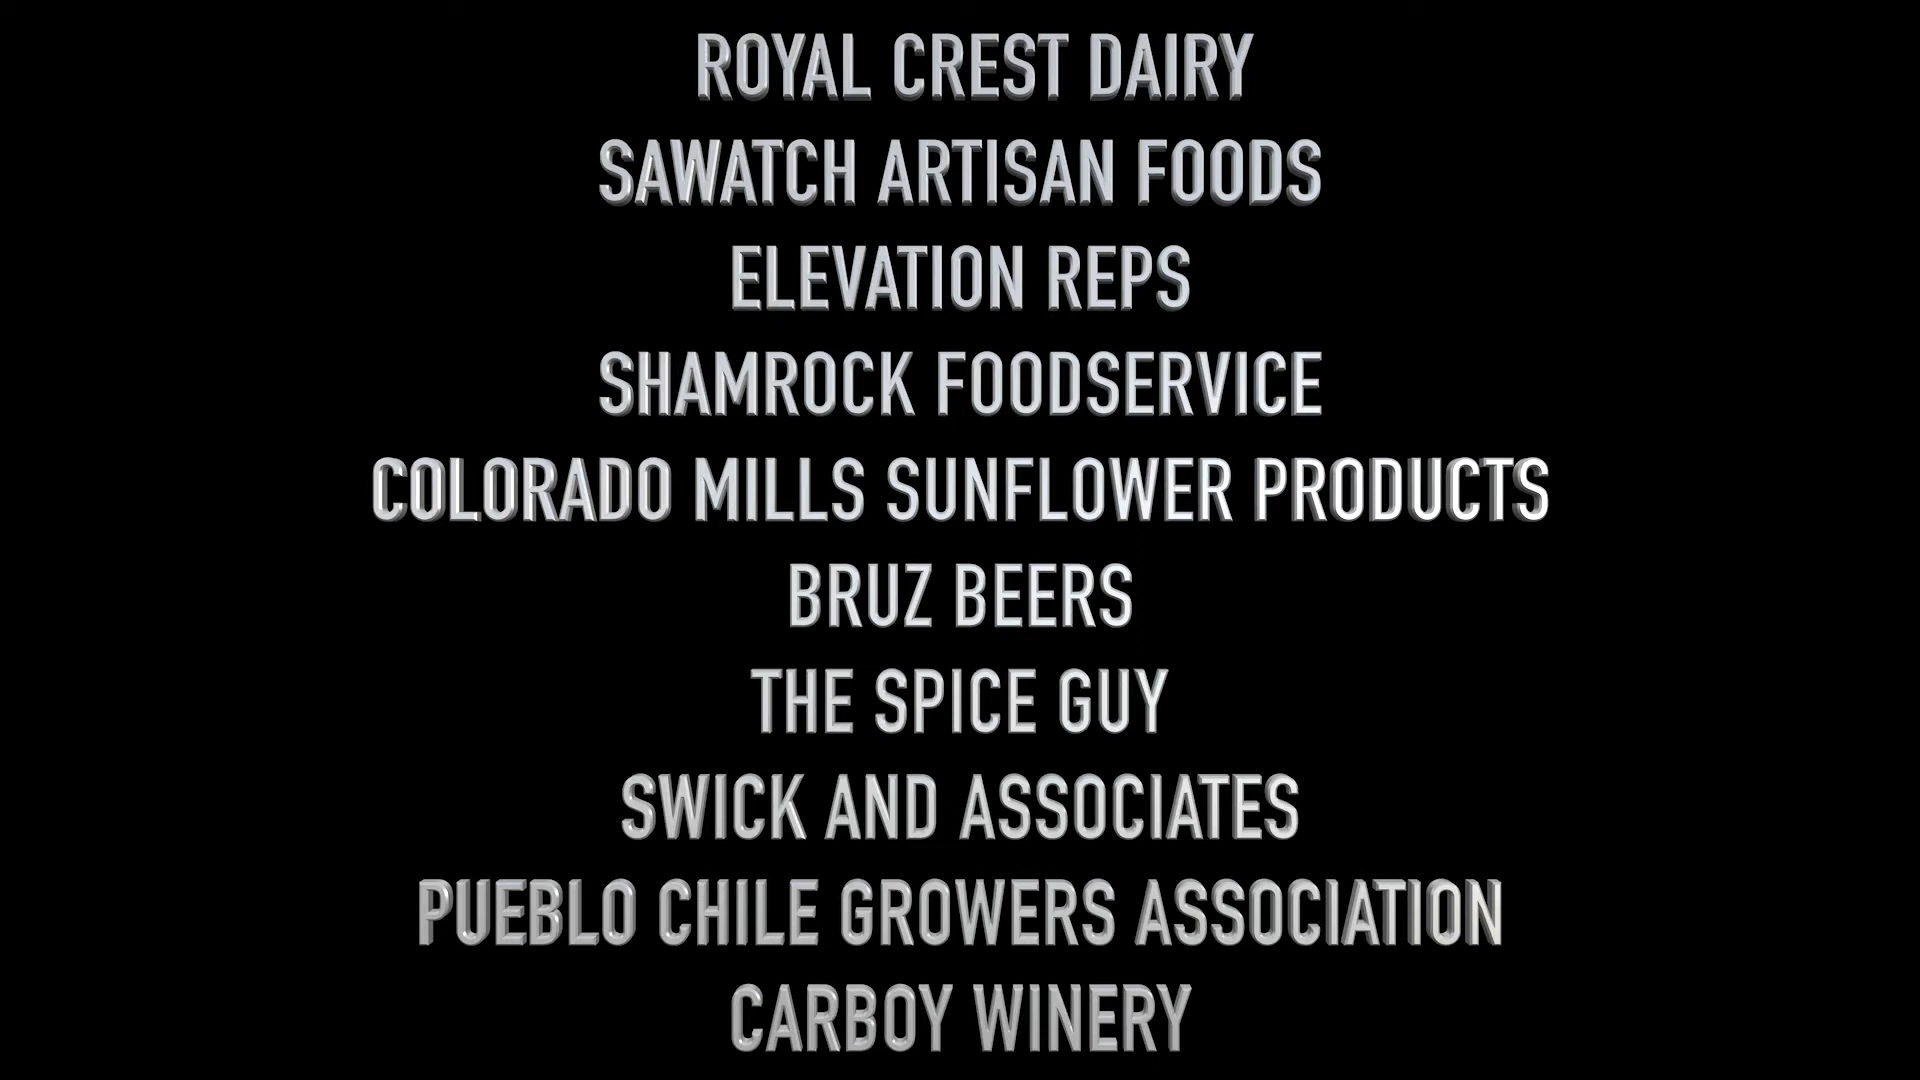 ROYAL CREST DAIRY
SAWATCH ARTISAN FOODS
ELEVATION REPS
SHAMROCK FOODSERVICE
COLORADO MILLS SUNFLOWER PRODUCTS
BRUZ BEERS
THE SPICE GUY
SWICK AND ASSOCIATES
PUEBLO CHILE GROWERS ASSOCIATION
CARBOY WINERY